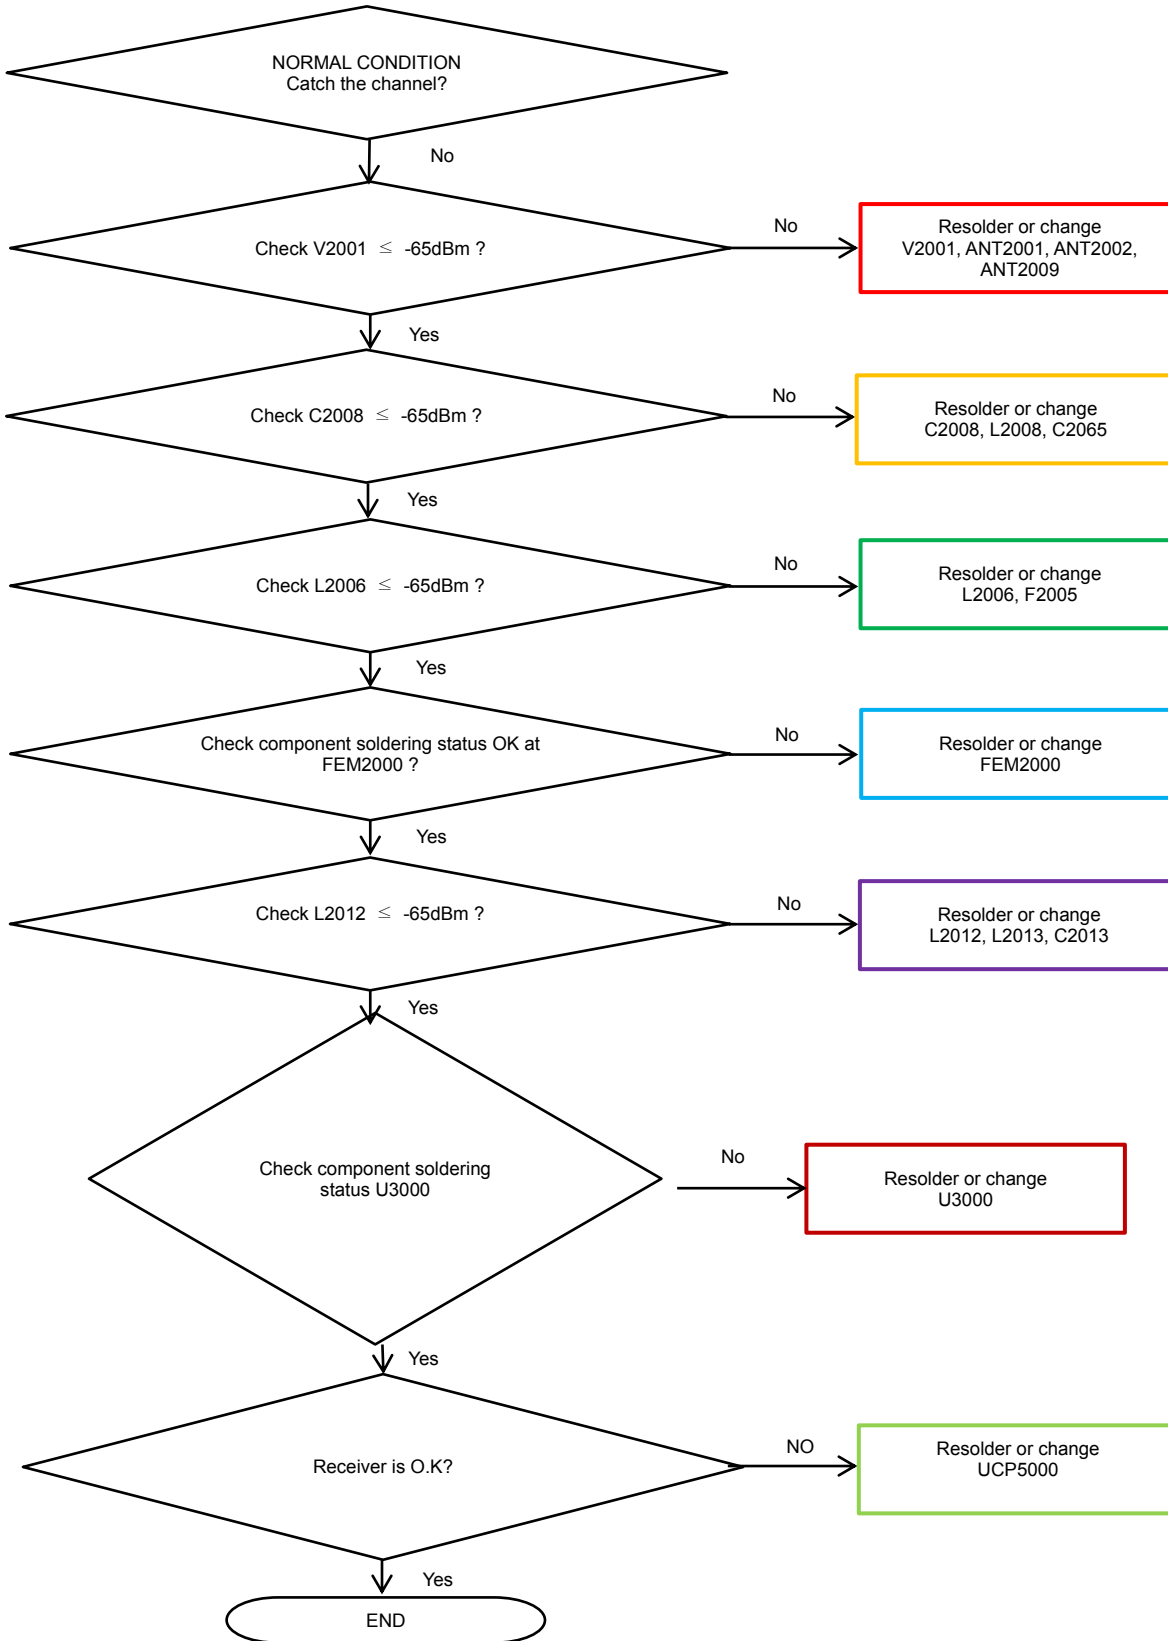 NORMAL CONDITION
Catch the channel?
No
Check V2001 ≤ -65dBm ?
No
Resolder or change
V2001, ANT2001, ANT2002,
ANT2009
Yes
Check C2008 ≤ -65dBm ?
No
Resolder or change
C2008, L2008, C2065
Yes
Check L2006 ≤ -65dBm ?
No
Resolder or change
L2006, F2005
Yes
Check component soldering status OK at
FEM2000 ?
No
Resolder or change
FEM2000
Yes
Check L2012 ≤ -65dBm ?
No
Resolder or change
L2012, L2013, C2013
Yes
Check component soldering
status U3000
No
Resolder or change
U3000
Yes
Receiver is O.K?
NO
Resolder or change
UCP5000
Yes
END